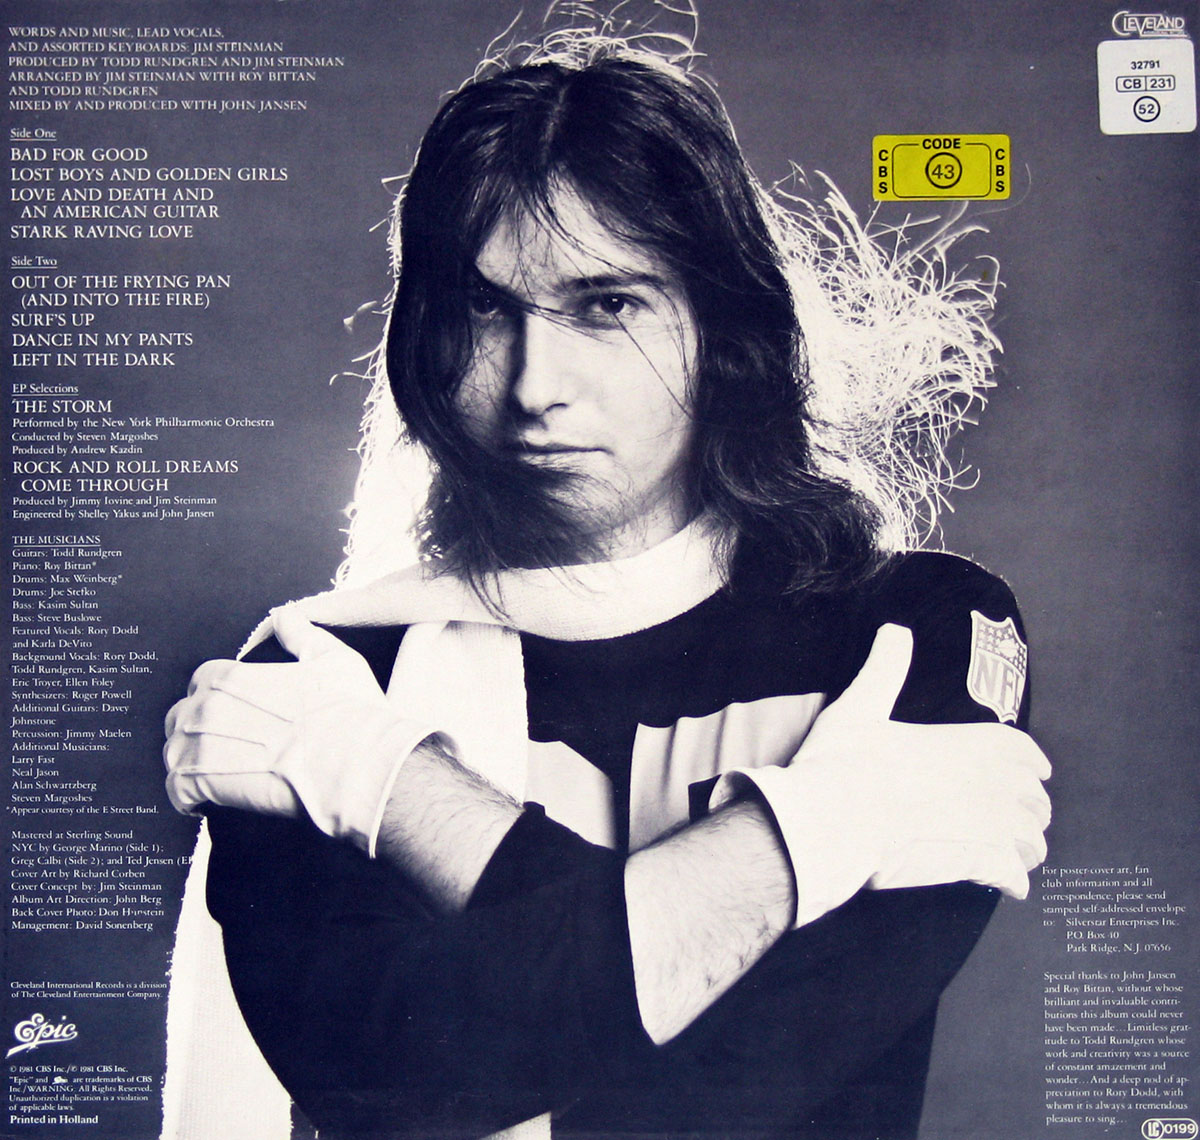 WORDS AND MUSIC, LEAD VOCALS,
AND ASSORTED KEYBOARDS: JIM STEINMAN
PRODUCED BY TODD RUNDGREN AND JIM STEINMAN
ARRANGED BY JIM STEINMAN WITH ROY BITTAN
AND TODD RUNDGREN
MIXED BY AND PRODUCED WITH JOHN JANSEN
Side One
BAD FOR GOOD
LOST BOYS AND GOLDEN GIRLS
LOVE AND DEATH AND
AN AMERICAN GUITAR
STARK RAVING LOVE
Side Two
OUT OF THE FRYING PAN
(AND INTO THE FIRE)
SURF'S UP
DANCE IN MY PANTS
LEFT IN THE DARK
EP Selections
THE STORM
Performed by the New York Philharmonic Orchestra
Conducted by Steven Margoshes
Produced by Andrew Kazdin
ROCK AND ROLL DREAMS
COME THROUGH
Produced by Jimmy Iovine and Jim Steinman
Engineered by Shelley Yakus and John Jansen
THE MUSICIANS
Guitars: Todd Rundgren
Piano: Roy Bittan*
Drums: Max Weinberg*
Drums: Joe Stefko
Bass: Kasim Sultan
Bass: Steve Buslowe
Featured Vocals: Rory Dodd
and Karla DeVito
Background Vocals: Rory Dodd,
Todd Rundgren, Kasim Sultan,
Eric Troyer, Ellen Foley
Synthesizers: Roger Powell
Additional Guitars: Davey
Johnstone
Percussion: Jimmy Maelen
Additional Musicians:
Larry Fast
Neal Jason
Alan Schwartzberg
Steven Margoshes
*Appear courtesy of the E Street Band.
Mastered at Sterling Sound
NYC by George Marino (Side 1);
Greg Calbi (Side 2); and Ted Jensen (EP
Cover Art by Richard Corben
Cover Concept by: Jim Steinman
Album Art Direction: John Berg
Back Cover Photo: Don Hunstein
Management: David Sonenberg
Cleveland International Records is a division
of The Cleveland Entertainment Company.
Epic
© 1981 CBS Inc./℗ 1981 CBS Inc.
"Epic" and are trademarks of CBS
Inc./WARNING: All Rights Reserved.
Unauthorized duplication is a violation
of applicable laws.
Printed in Holland
CLEVELAND
32791
CB 231
52
CODE
CBS 43 CBS
NFL
For poster-cover art, fan
club information and all
correspondence, please send
stamped self-addressed envelope
to: Silverstar Enterprises Inc.
P.O. Box 40
Park Ridge, N.J. 07656
Special thanks to John Jansen
and Roy Bittan, without whose
brilliant and invaluable contri-
butions this album could never
have been made...Limitless grat-
itude to Todd Rundgren whose
work and creativity was a source
of constant amazement and
wonder...And a deep nod of ap-
preciation to Rory Dodd, with
whom it is always a tremendous
pleasure to sing...
LC 0199